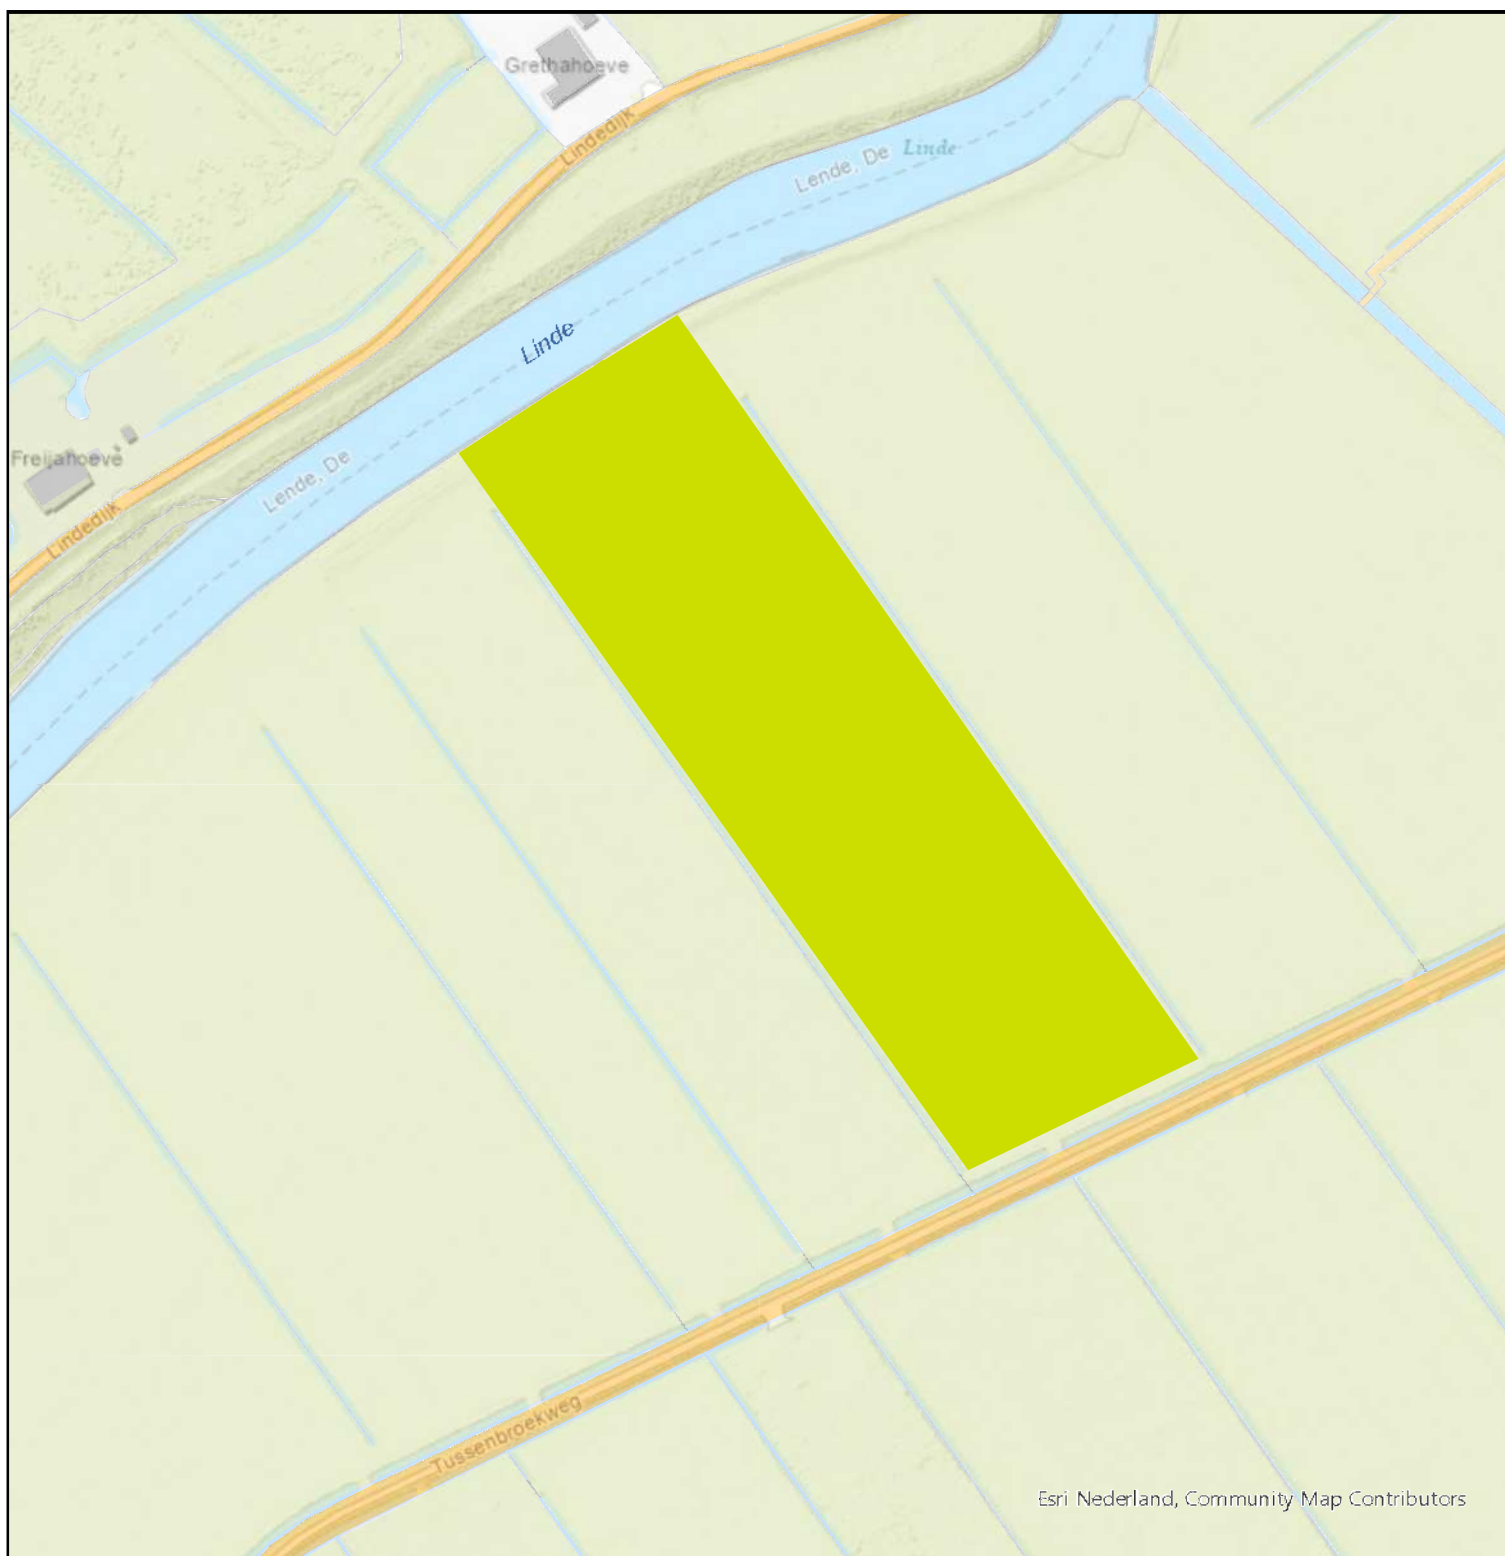 Grethahoeve
Lindedijk
Lende, De
Linde
Linde
Freijahoeve
Lende, De
Lindedijk
Tussenbroekweg
Esri Nederland, Community Map Contributors